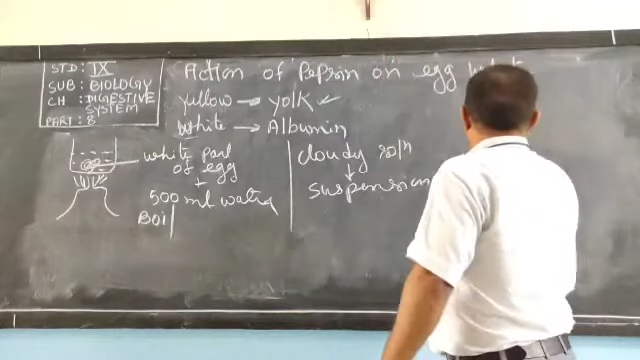 STD: IX
SUB: BIOLOGY
CH: DIGESTIVE
SYSTEM
PART: B
Action of Pepsin on egg white
yellow — yolk ✓
White → Albumin
white part
of egg
+
500 ml water
Boil
cloudy soln
↓
suspension